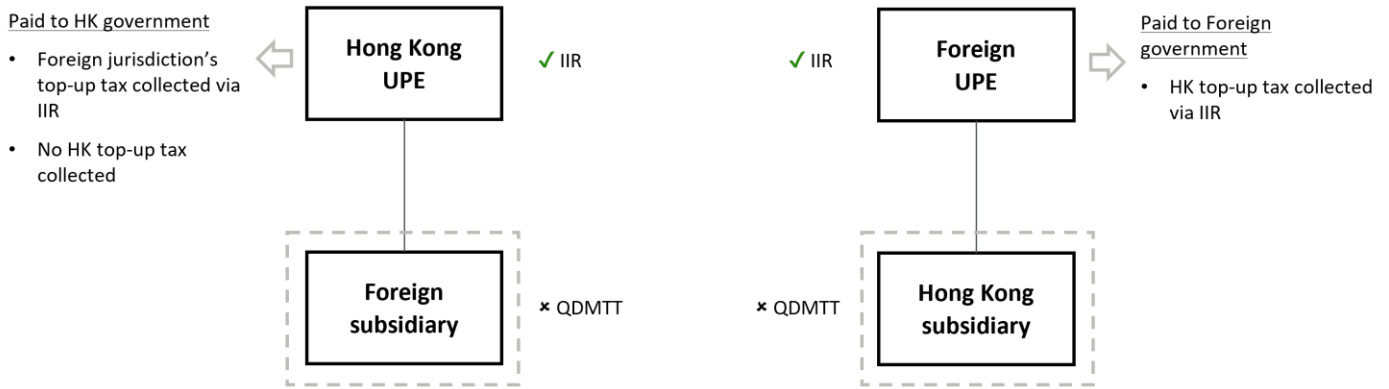 Paid to HK government
• Foreign jurisdiction's
top-up tax collected via
IIR
• No HK top-up tax
collected
Hong Kong
UPE
✓ IIR
Foreign
subsidiary
× QDMTT
✓ IIR
Foreign
UPE
Paid to Foreign
government
• HK top-up tax collected
via IIR
× QDMTT
Hong Kong
subsidiary